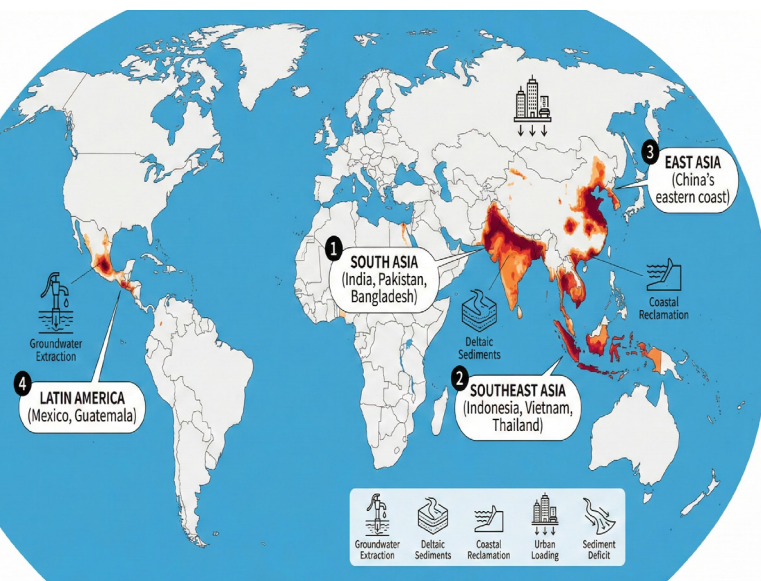 3
EAST ASIA
(China's
eastern coast)
1
SOUTH ASIA
(India, Pakistan,
Bangladesh)
Groundwater
Extraction
Coastal
Reclamation
Deltaic
Sediments
4
LATIN AMERICA
(Mexico, Guatemala)
2
SOUTHEAST ASIA
(Indonesia, Vietnam,
Thailand)
Groundwater
Extraction
Deltaic
Sediments
Coastal
Reclamation
Urban
Loading
Sediment
Deficit